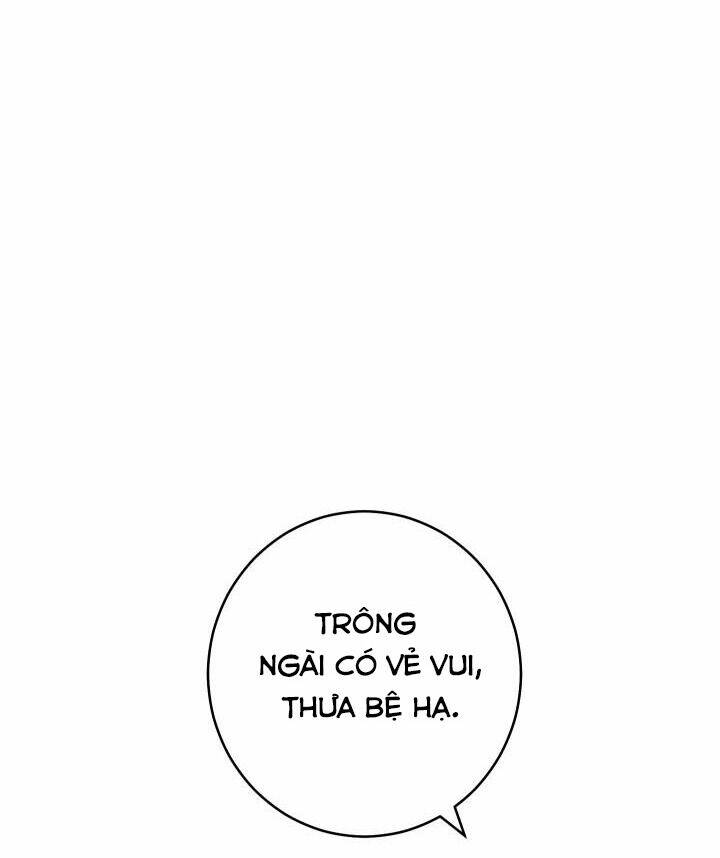 TRÔNG
NGÀI CÓ VẺ VUI,
THƯA BỆ HẠ.